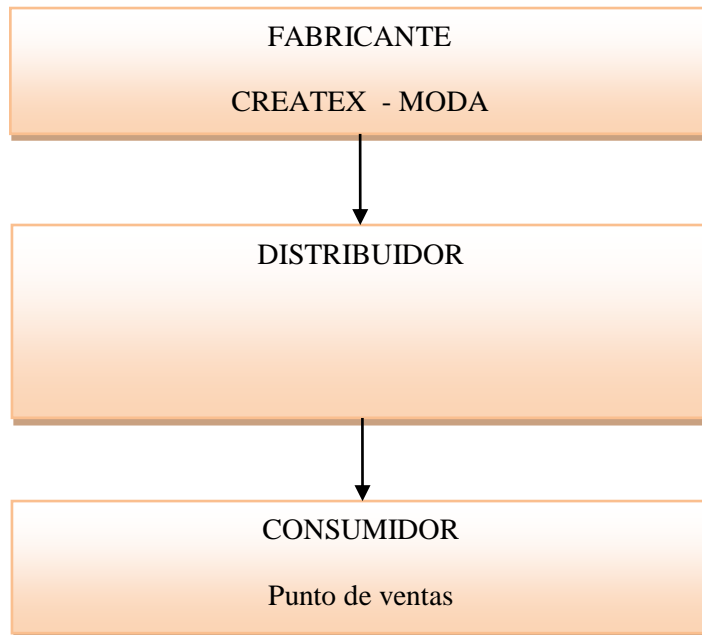 FABRICANTE
CREATEX - MODA
DISTRIBUIDOR
CONSUMIDOR
Punto de ventas